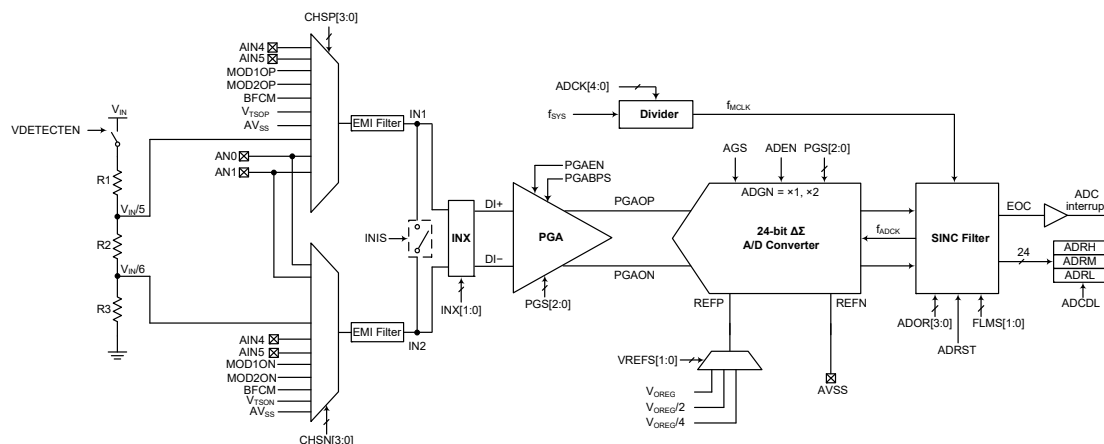 CHSP[3:0]
AIN4
AIN5
MOD1OP
MOD2OP
BFCM
VTSOP
AVSS
VIN
VDETECTEN
R1
VIN/5
R2
VIN/6
R3
AN0
AN1
EMI Filter
IN1
INIS
INX
INX[1:0]
EMI Filter
IN2
AIN4
AIN5
MOD1ON
MOD2ON
BFCM
VTSON
AVSS
CHSN[3:0]
DI+
DI−
PGAEN
PGABPS
PGA
PGS[2:0]
PGAOP
PGAON
ADCK[4:0]
fSYS
Divider
fMCLK
AGS
ADEN
PGS[2:0]
ADGN = ×1, ×2
24-bit ΔΣ
A/D Converter
REFP
REFN
fADCK
VREFS[1:0]
VOREG
VOREG/2
VOREG/4
AVSS
SINC Filter
ADOR[3:0]
ADRST
FLMS[1:0]
EOC
ADC
interrupt
24
ADRH
ADRM
ADRL
ADCDL